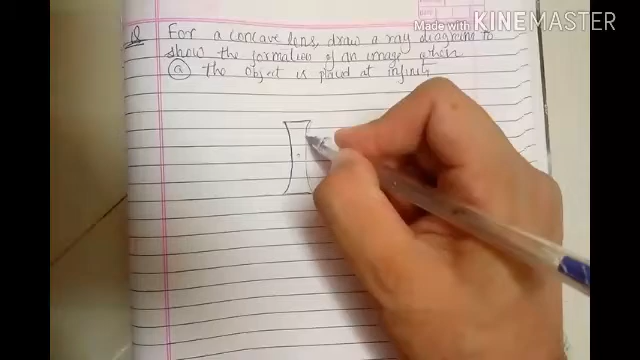 Made with KINEMASTER
Q For a concave lens, draw a ray diagram to
show the formation of an image when
(a) the object is placed at infinity